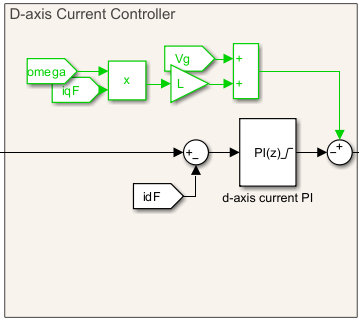 D-axis Current Controller
Vg
+
omega
iqF
x
L
+
+
+
−
PI(z)
−
idF
d-axis current PI